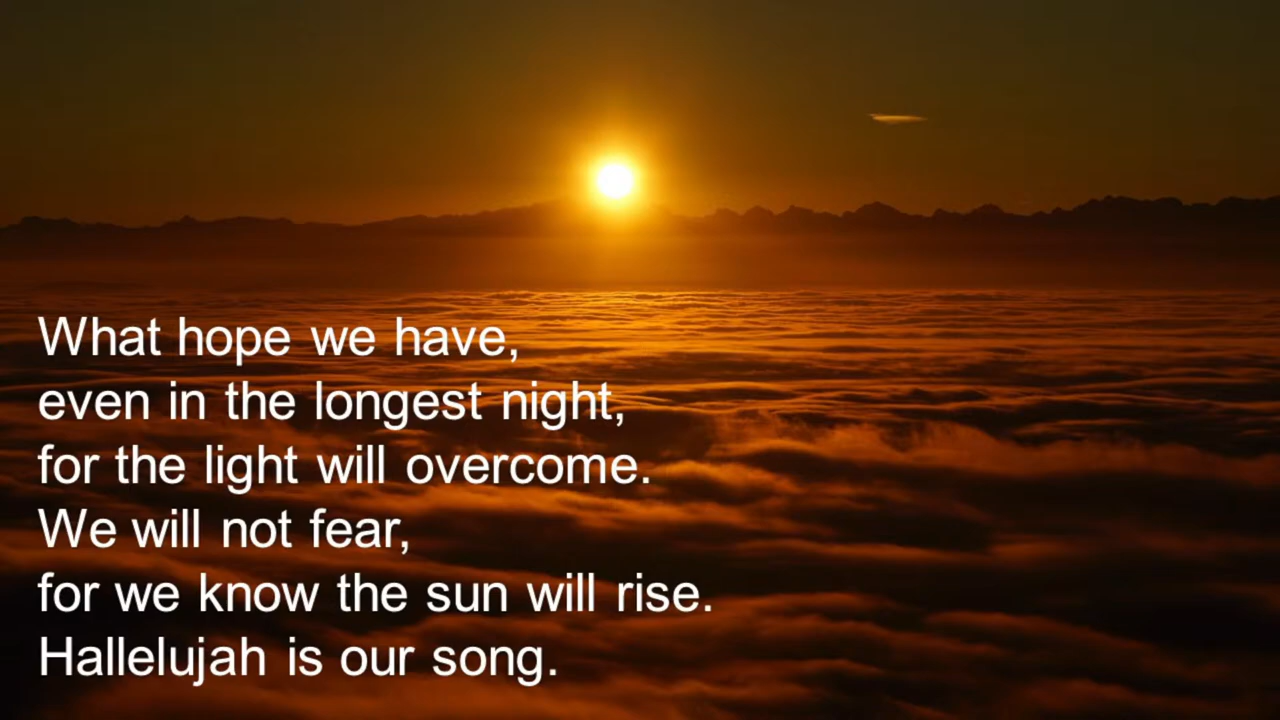 What hope we have,
even in the longest night,
for the light will overcome.
We will not fear,
for we know the sun will rise.
Hallelujah is our song.